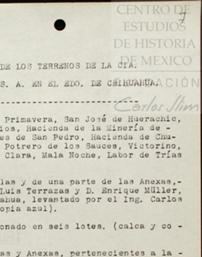 CENTRO DE
ESTUDIOS
DE HISTORIA
DE MEXICO
Carlos Slim
7
DE LOS TERRENOS DE LA CIA.
S. A. EN EL EDO. DE CHIHUAHUA.
Primavera, San José de Huerachic,
ios, Hacienda de la Minería de-
es de San Pedro, Hacienda de Chu-
Potrero de los Sauces, Victorino,
Clara, Mala Noche, Labor de Trías
las y de una parte de las Anexas,-
Luis Terrazas y D. Enrique Müller,
ahua, levantado por el Ing. Carlos
opia azul).
onado en seis lotes. (calca y co-
as y Anexas, pertenecientes a la-